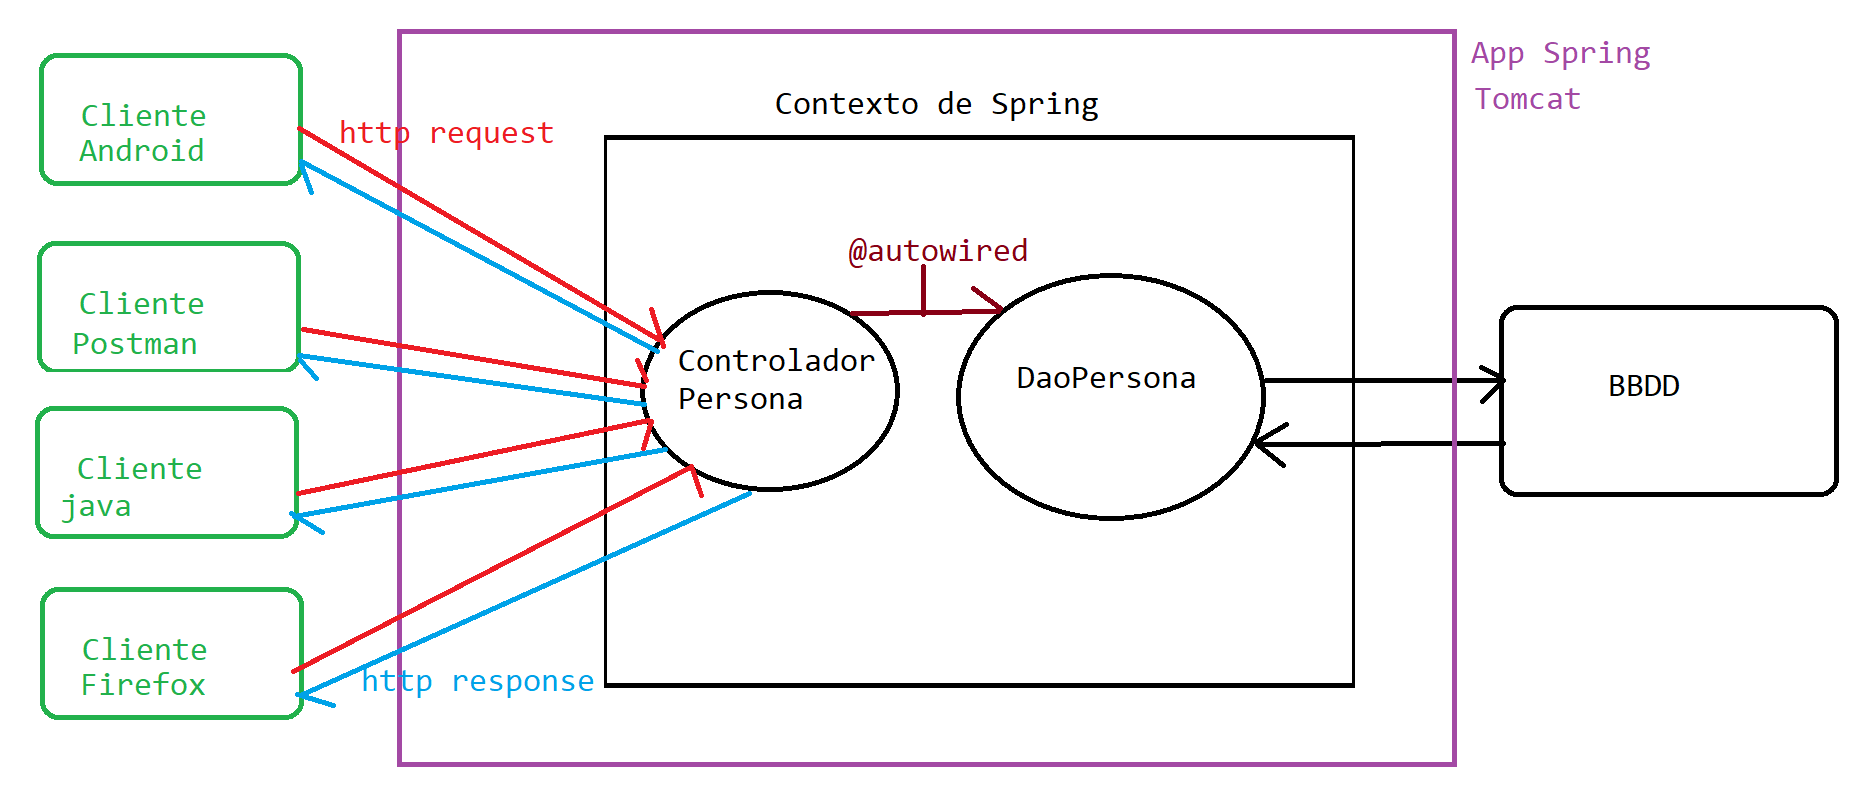 App Spring
Tomcat
Contexto de Spring
Cliente
Android
http request
@autowired
Cliente
Postman
Controlador
Persona
DaoPersona
BBDD
Cliente
java
Cliente
Firefox
http response